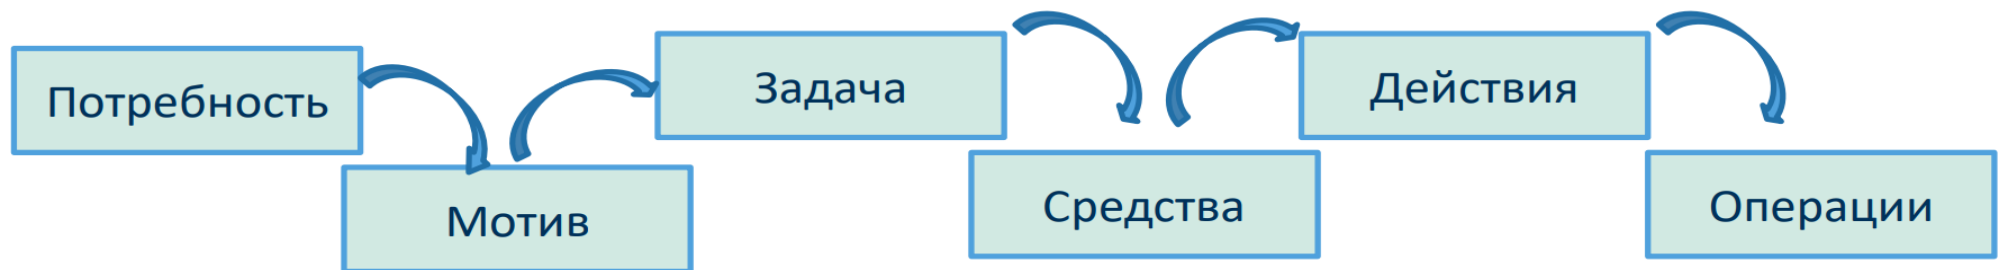 Потребность
Мотив
Задача
Средства
Действия
Операции